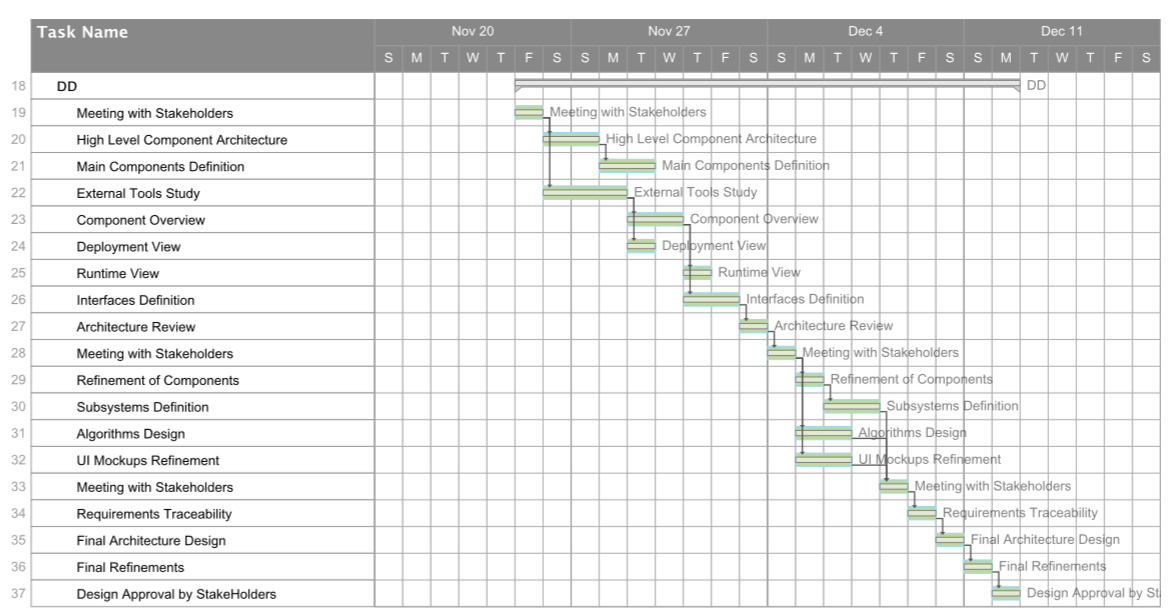 Task Name
Nov 20 Nov 27 Dec 4 Dec 11
S M T W T F S S M T W T F S S M T W T F S S M T W T F S
18 DD DD
19 Meeting with Stakeholders Meeting with Stakeholders
20 High Level Component Architecture High Level Component Architecture
21 Main Components Definition Main Components Definition
22 External Tools Study External Tools Study
23 Component Overview Component Overview
24 Deployment View Deployment View
25 Runtime View Runtime View
26 Interfaces Definition Interfaces Definition
27 Architecture Review Architecture Review
28 Meeting with Stakeholders Meeting with Stakeholders
29 Refinement of Components Refinement of Components
30 Subsystems Definition Subsystems Definition
31 Algorithms Design Algorithms Design
32 UI Mockups Refinement UI Mockups Refinement
33 Meeting with Stakeholders Meeting with Stakeholders
34 Requirements Traceability Requirements Traceability
35 Final Architecture Design Final Architecture Design
36 Final Refinements Final Refinements
37 Design Approval by StakeHolders Design Approval by St